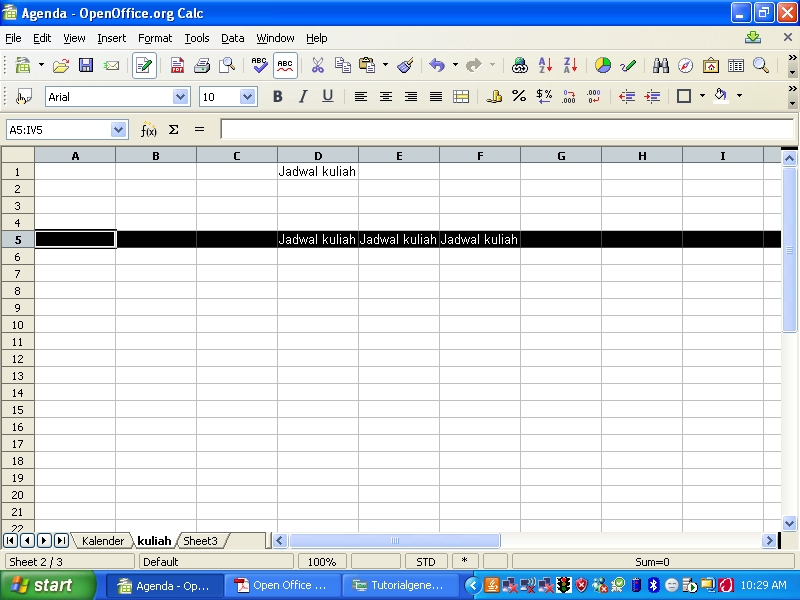 Agenda - OpenOffice.org Calc
File Edit View Insert Format Tools Data Window Help
Arial 10 B I U
A5:IV5 f(x) Σ =
A B C D E F G H I
1 Jadwal kuliah
2
3
4
5 Jadwal kuliah Jadwal kuliah Jadwal kuliah
6
7
8
9
10
11
12
13
14
15
16
17
18
19
20
21
22
Kalender kuliah Sheet3
Sheet 2 / 3 Default 100% STD * Sum=0
start Agenda - Op... Open Office ... Tutorialgene... 10:29 AM